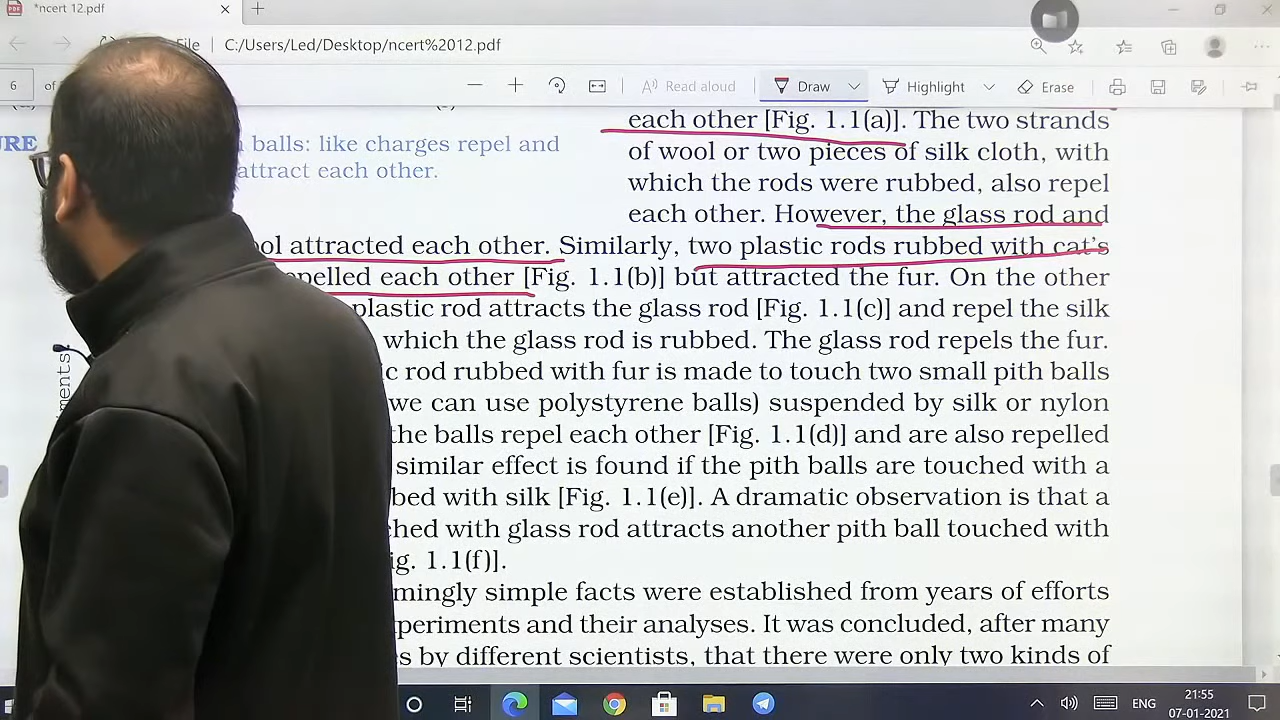 *ncert 12.pdf
File C:/Users/Led/Desktop/ncert%2012.pdf
6 of Read aloud Draw Highlight Erase
each other [Fig. 1.1(a)]. The two strands
balls: like charges repel and
of wool or two pieces of silk cloth, with
attract each other.
which the rods were rubbed, also repel
each other. However, the glass rod and
attracted each other. Similarly, two plastic rods rubbed with cat's
each other [Fig. 1.1(b)] but attracted the fur. On the other
plastic rod attracts the glass rod [Fig. 1.1(c)] and repel the silk
which the glass rod is rubbed. The glass rod repels the fur.
rod rubbed with fur is made to touch two small pith balls
we can use polystyrene balls) suspended by silk or nylon
the balls repel each other [Fig. 1.1(d)] and are also repelled
similar effect is found if the pith balls are touched with a
with silk [Fig. 1.1(e)]. A dramatic observation is that a
with glass rod attracts another pith ball touched with
1.1(f)].
simple facts were established from years of efforts
and their analyses. It was concluded, after many
by different scientists, that there were only two kinds of
ENG 21:55
07-01-2021